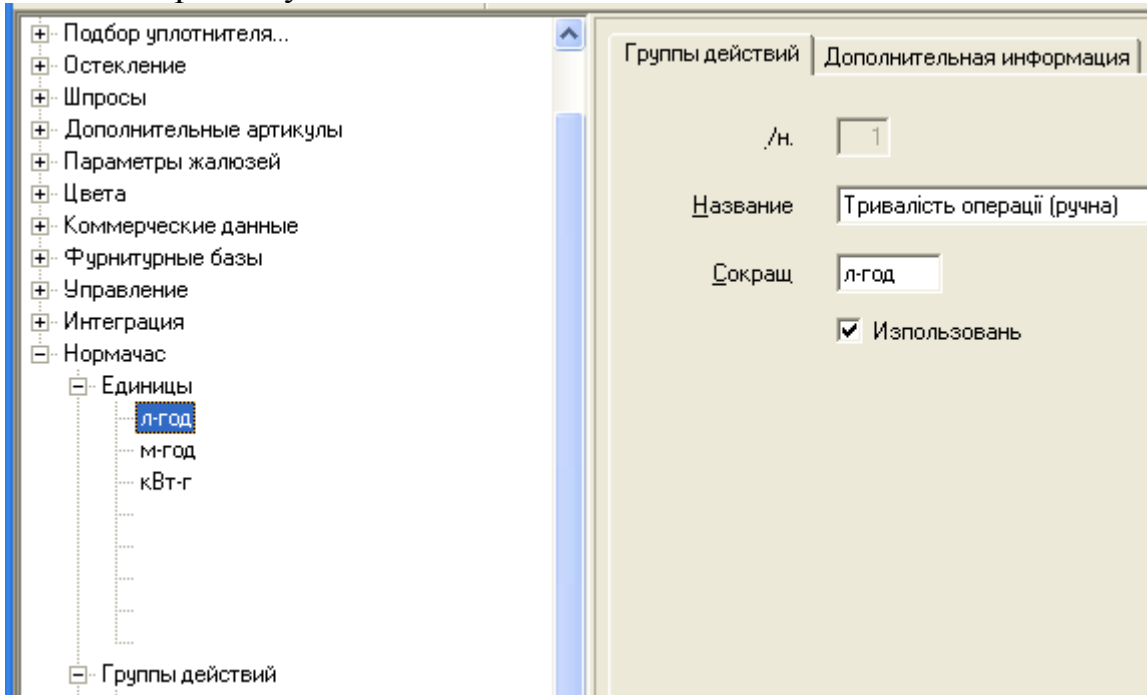 Подбор уплотнителя...
Остекление
Шпросы
Дополнительные артикулы
Параметры жалюзей
Цвета
Коммерческие данные
Фурнитурные базы
Управление
Интеграция
Нормачас
Единицы
л-год
м-год
кВт-г
Группы действий
Группы действий
Дополнительная информация
/н.
1
Название
Тривалість операції (ручна)
Сокращ
л-год
Изпользовань